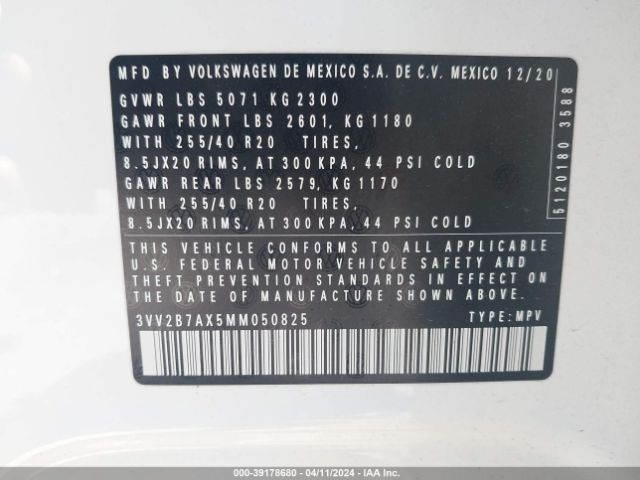 MFD BY VOLKSWAGEN DE MEXICO S.A. DE C.V. MEXICO 12/20
GVWR LBS 5071 KG 2300
GAWR FRONT LBS 2601, KG 1180
WITH 255/40 R20 TIRES,
8.5JX20 RIMS, AT 300 KPA, 44 PSI COLD
GAWR REAR LBS 2579, KG 1170
WITH 255/40 R20 TIRES,
8.5JX20 RIMS, AT 300 KPA, 44 PSI COLD
THIS VEHICLE CONFORMS TO ALL APPLICABLE
U.S. FEDERAL MOTOR VEHICLE SAFETY AND
THEFT PREVENTION STANDARDS IN EFFECT ON
THE DATE OF MANUFACTURE SHOWN ABOVE.
3VV2B7AX5MM050825 TYPE: MPV
5120180 3588
000-39178680 / 04/11/2024 / IAAI.COM